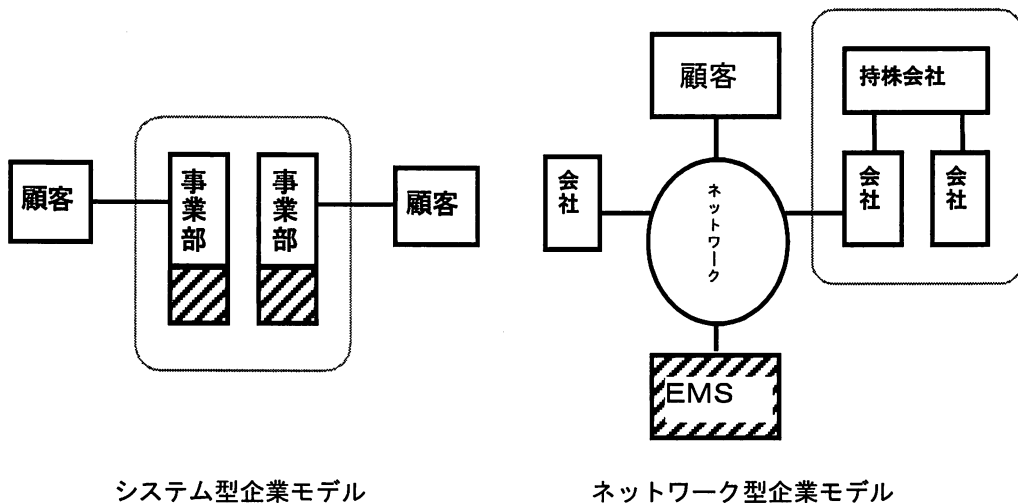 顧客
事業部
事業部
顧客
システム型企業モデル
顧客
持株会社
会社
ネットワーク
会社
会社
EMS
ネットワーク型企業モデル